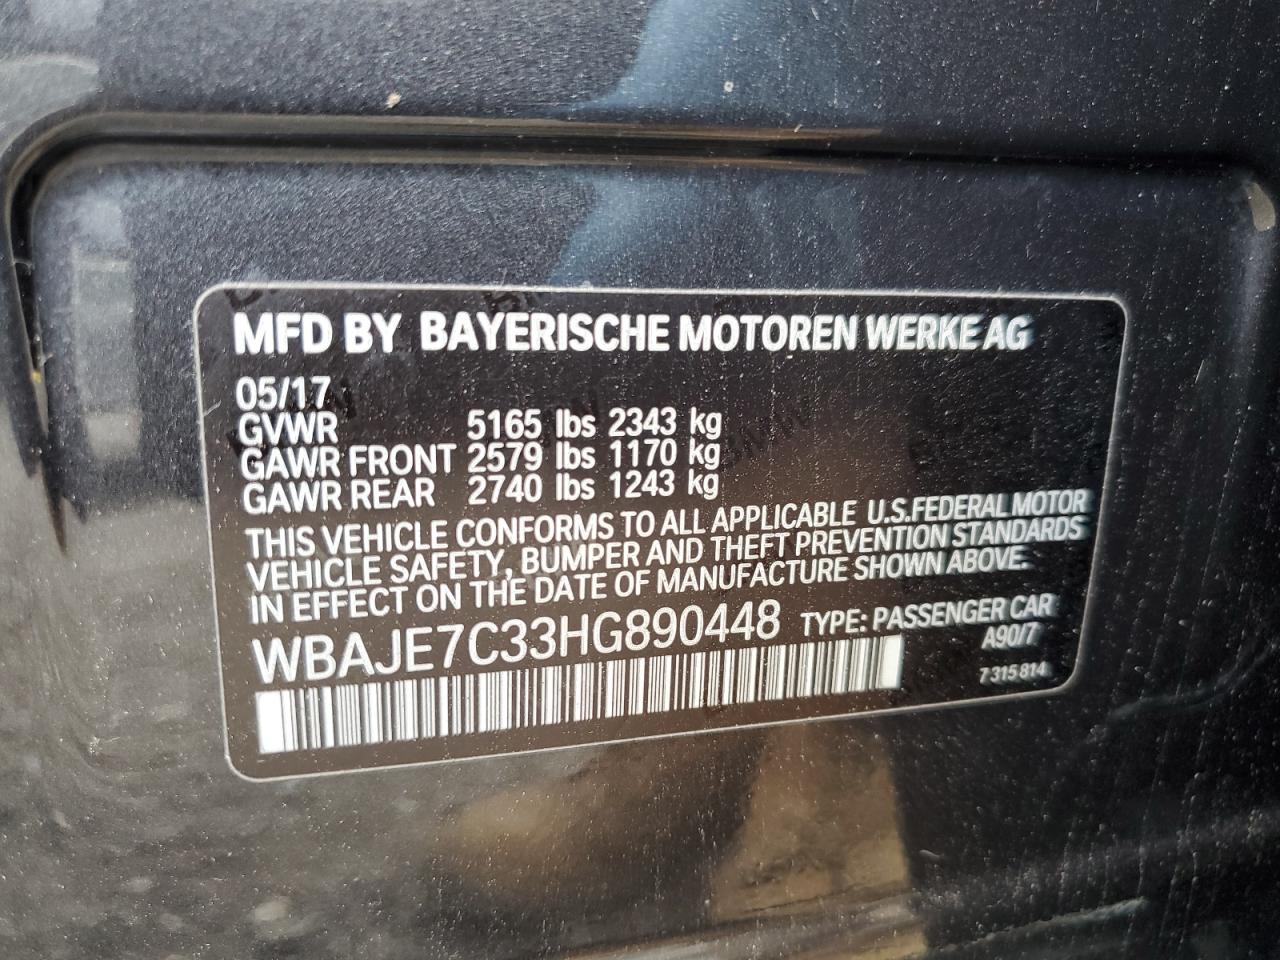 MFD BY BAYERISCHE MOTOREN WERKE AG
05/17
GVWR 5165 lbs 2343 kg
GAWR FRONT 2579 lbs 1170 kg
GAWR REAR 2740 lbs 1243 kg
THIS VEHICLE CONFORMS TO ALL APPLICABLE U.S.FEDERAL MOTOR
VEHICLE SAFETY, BUMPER AND THEFT PREVENTION STANDARDS
IN EFFECT ON THE DATE OF MANUFACTURE SHOWN ABOVE.
WBAJE7C33HG890448 TYPE: PASSENGER CAR
A90/7
7 315 814